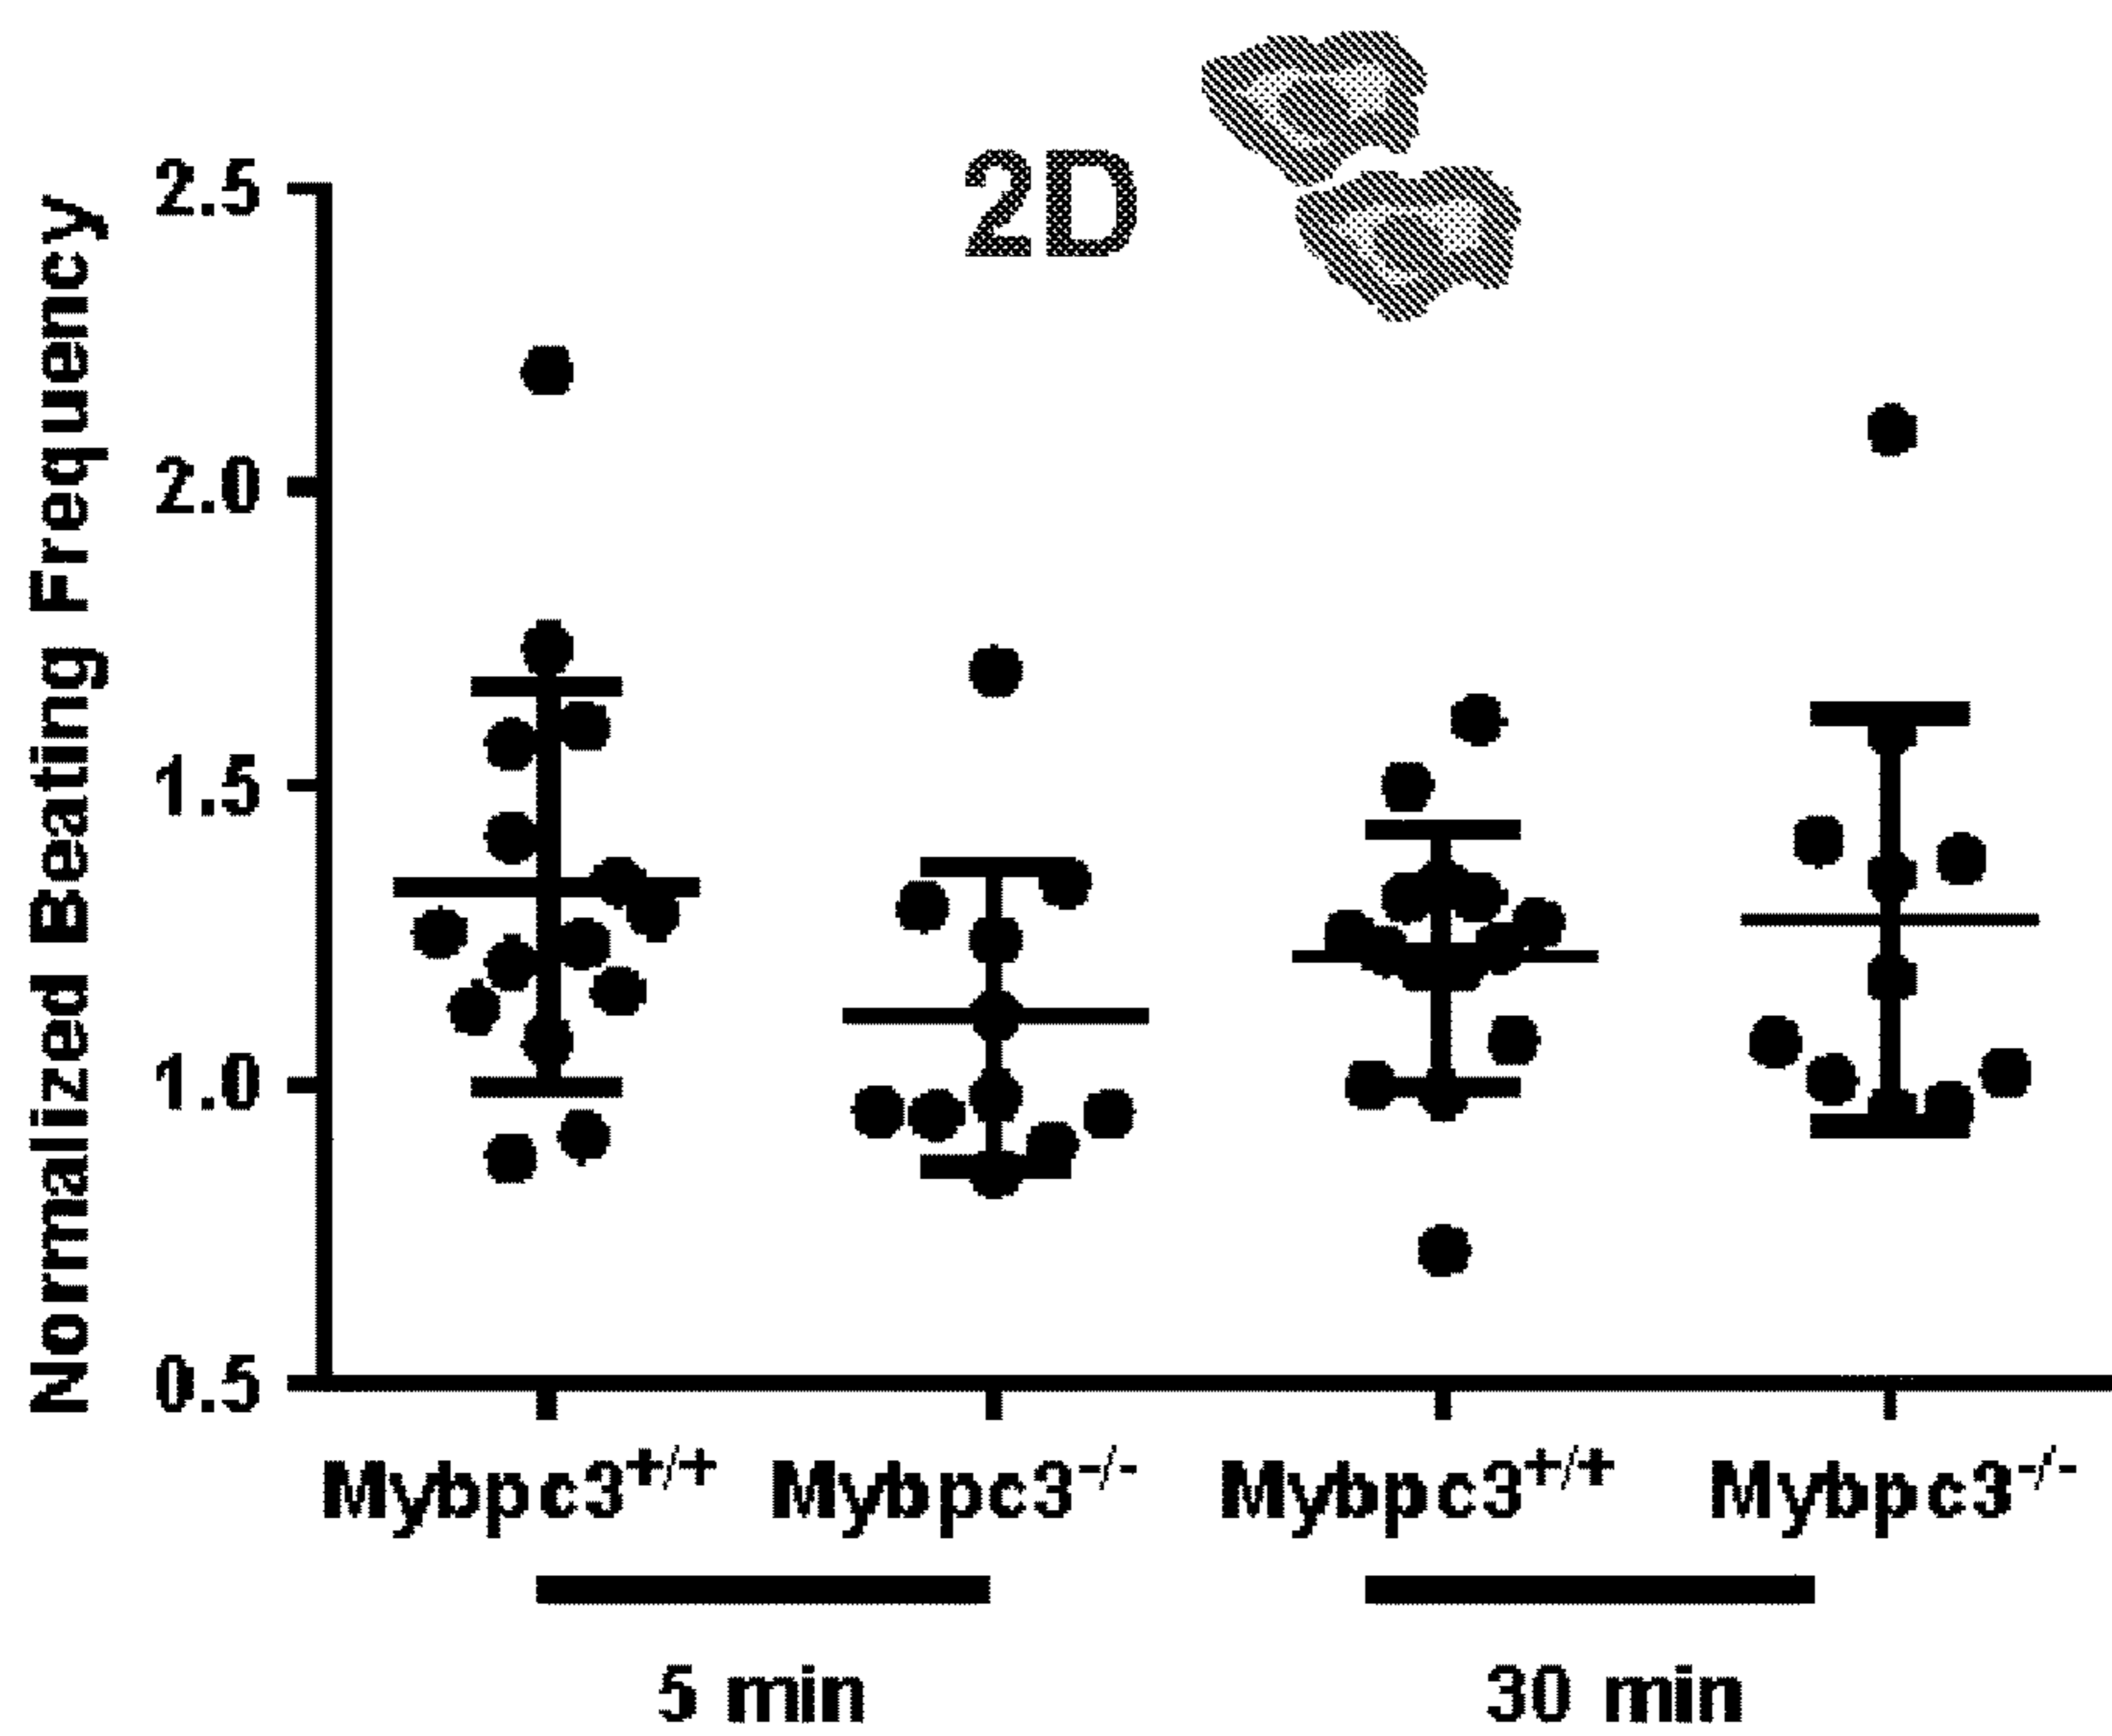 2D
Normalized Beating Frequency
2.5
2.0
1.5
1.0
0.5
Mybpc3+/+ Mybpc3-/- Mybpc3+/+ Mybpc3-/-
5 min 30 min